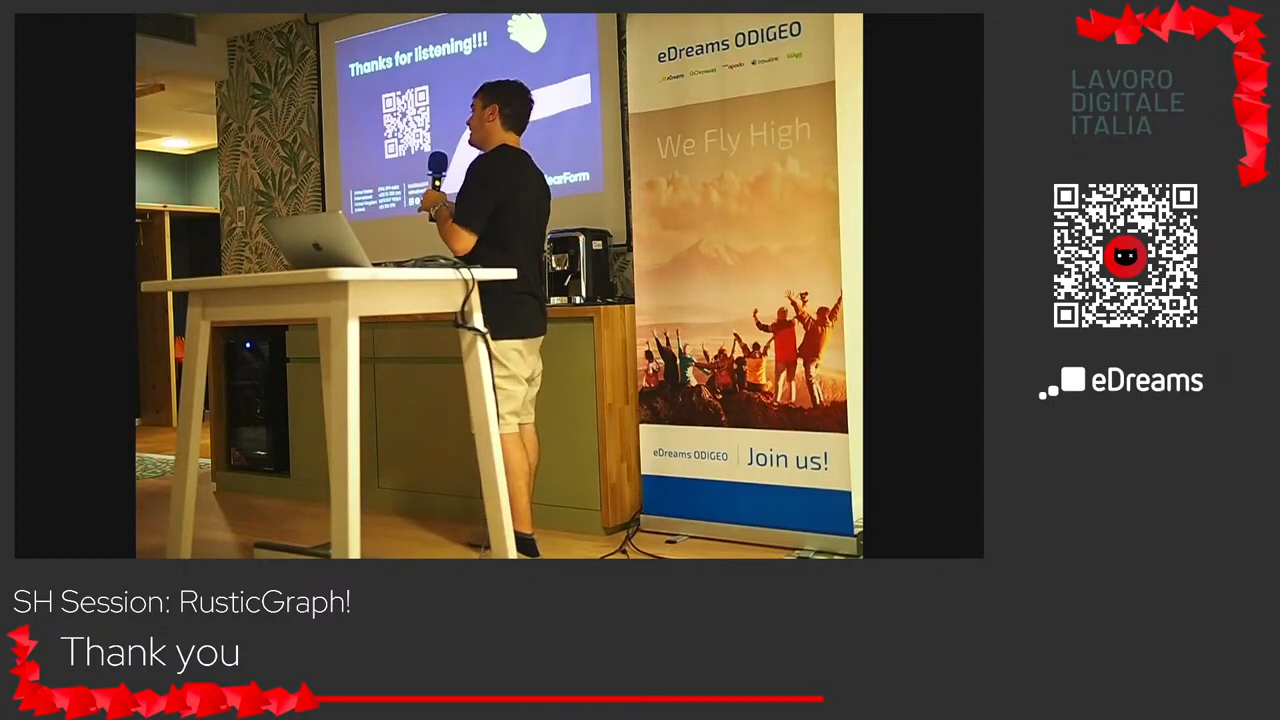 Thanks for listening!!!
eDreams ODIGEO
We Fly High
eDreams ODIGEO
Join us!
LAVORO
DIGITALE
ITALIA
eDreams
SH Session: RusticGraph!
Thank you